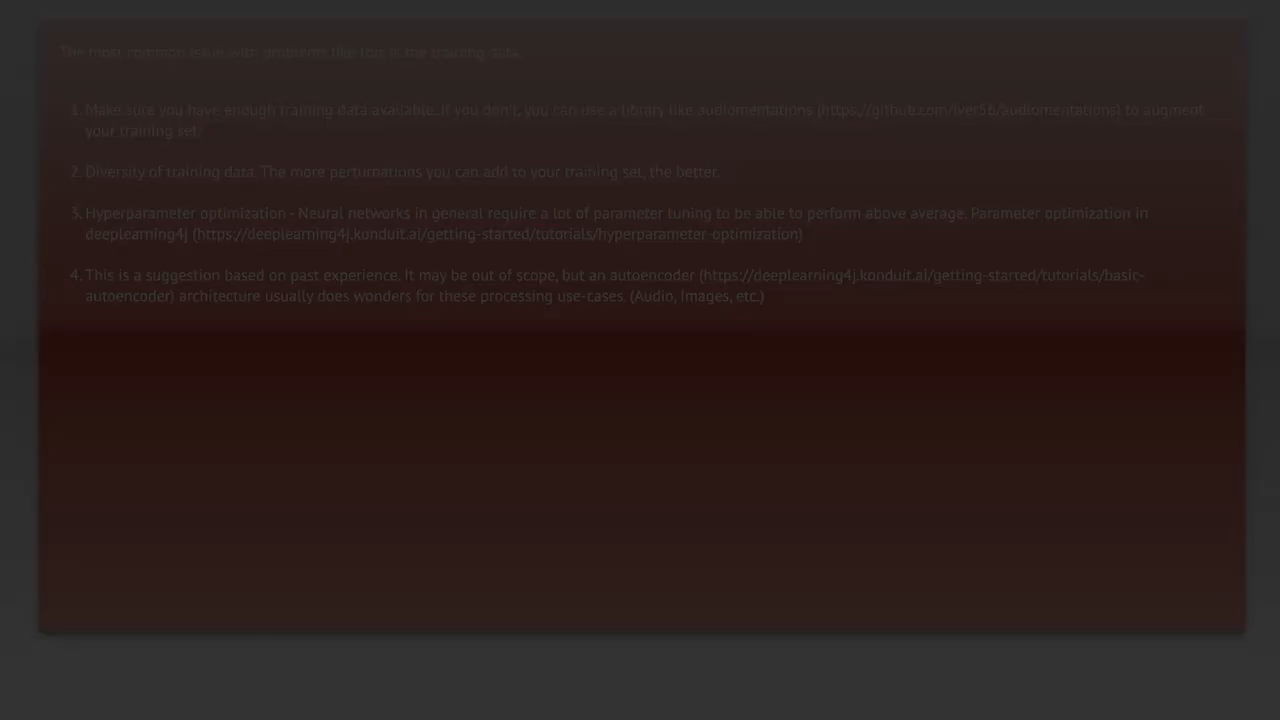 The most common issue with problems like this is the training data.
1. Make sure you have enough training data available. If you don't, you can use a library like audiomentations (https://github.com/iver56/audiomentations) to augment
your training set.
2. Diversity of training data. The more perturnations you can add to your training set, the better.
3. Hyperparameter optimization - Neural networks in general require a lot of parameter tuning to be able to perform above average. Parameter optimization in
deeplearning4j (https://deeplearning4j.konduit.ai/getting-started/tutorials/hyperparameter-optimization)
4. This is a suggestion based on past experience. It may be out of scope, but an autoencoder (https://deeplearning4j.konduit.ai/getting-started/tutorials/basic-
autoencoder) architecture usually does wonders for these processing use-cases. (Audio, Images, etc.)